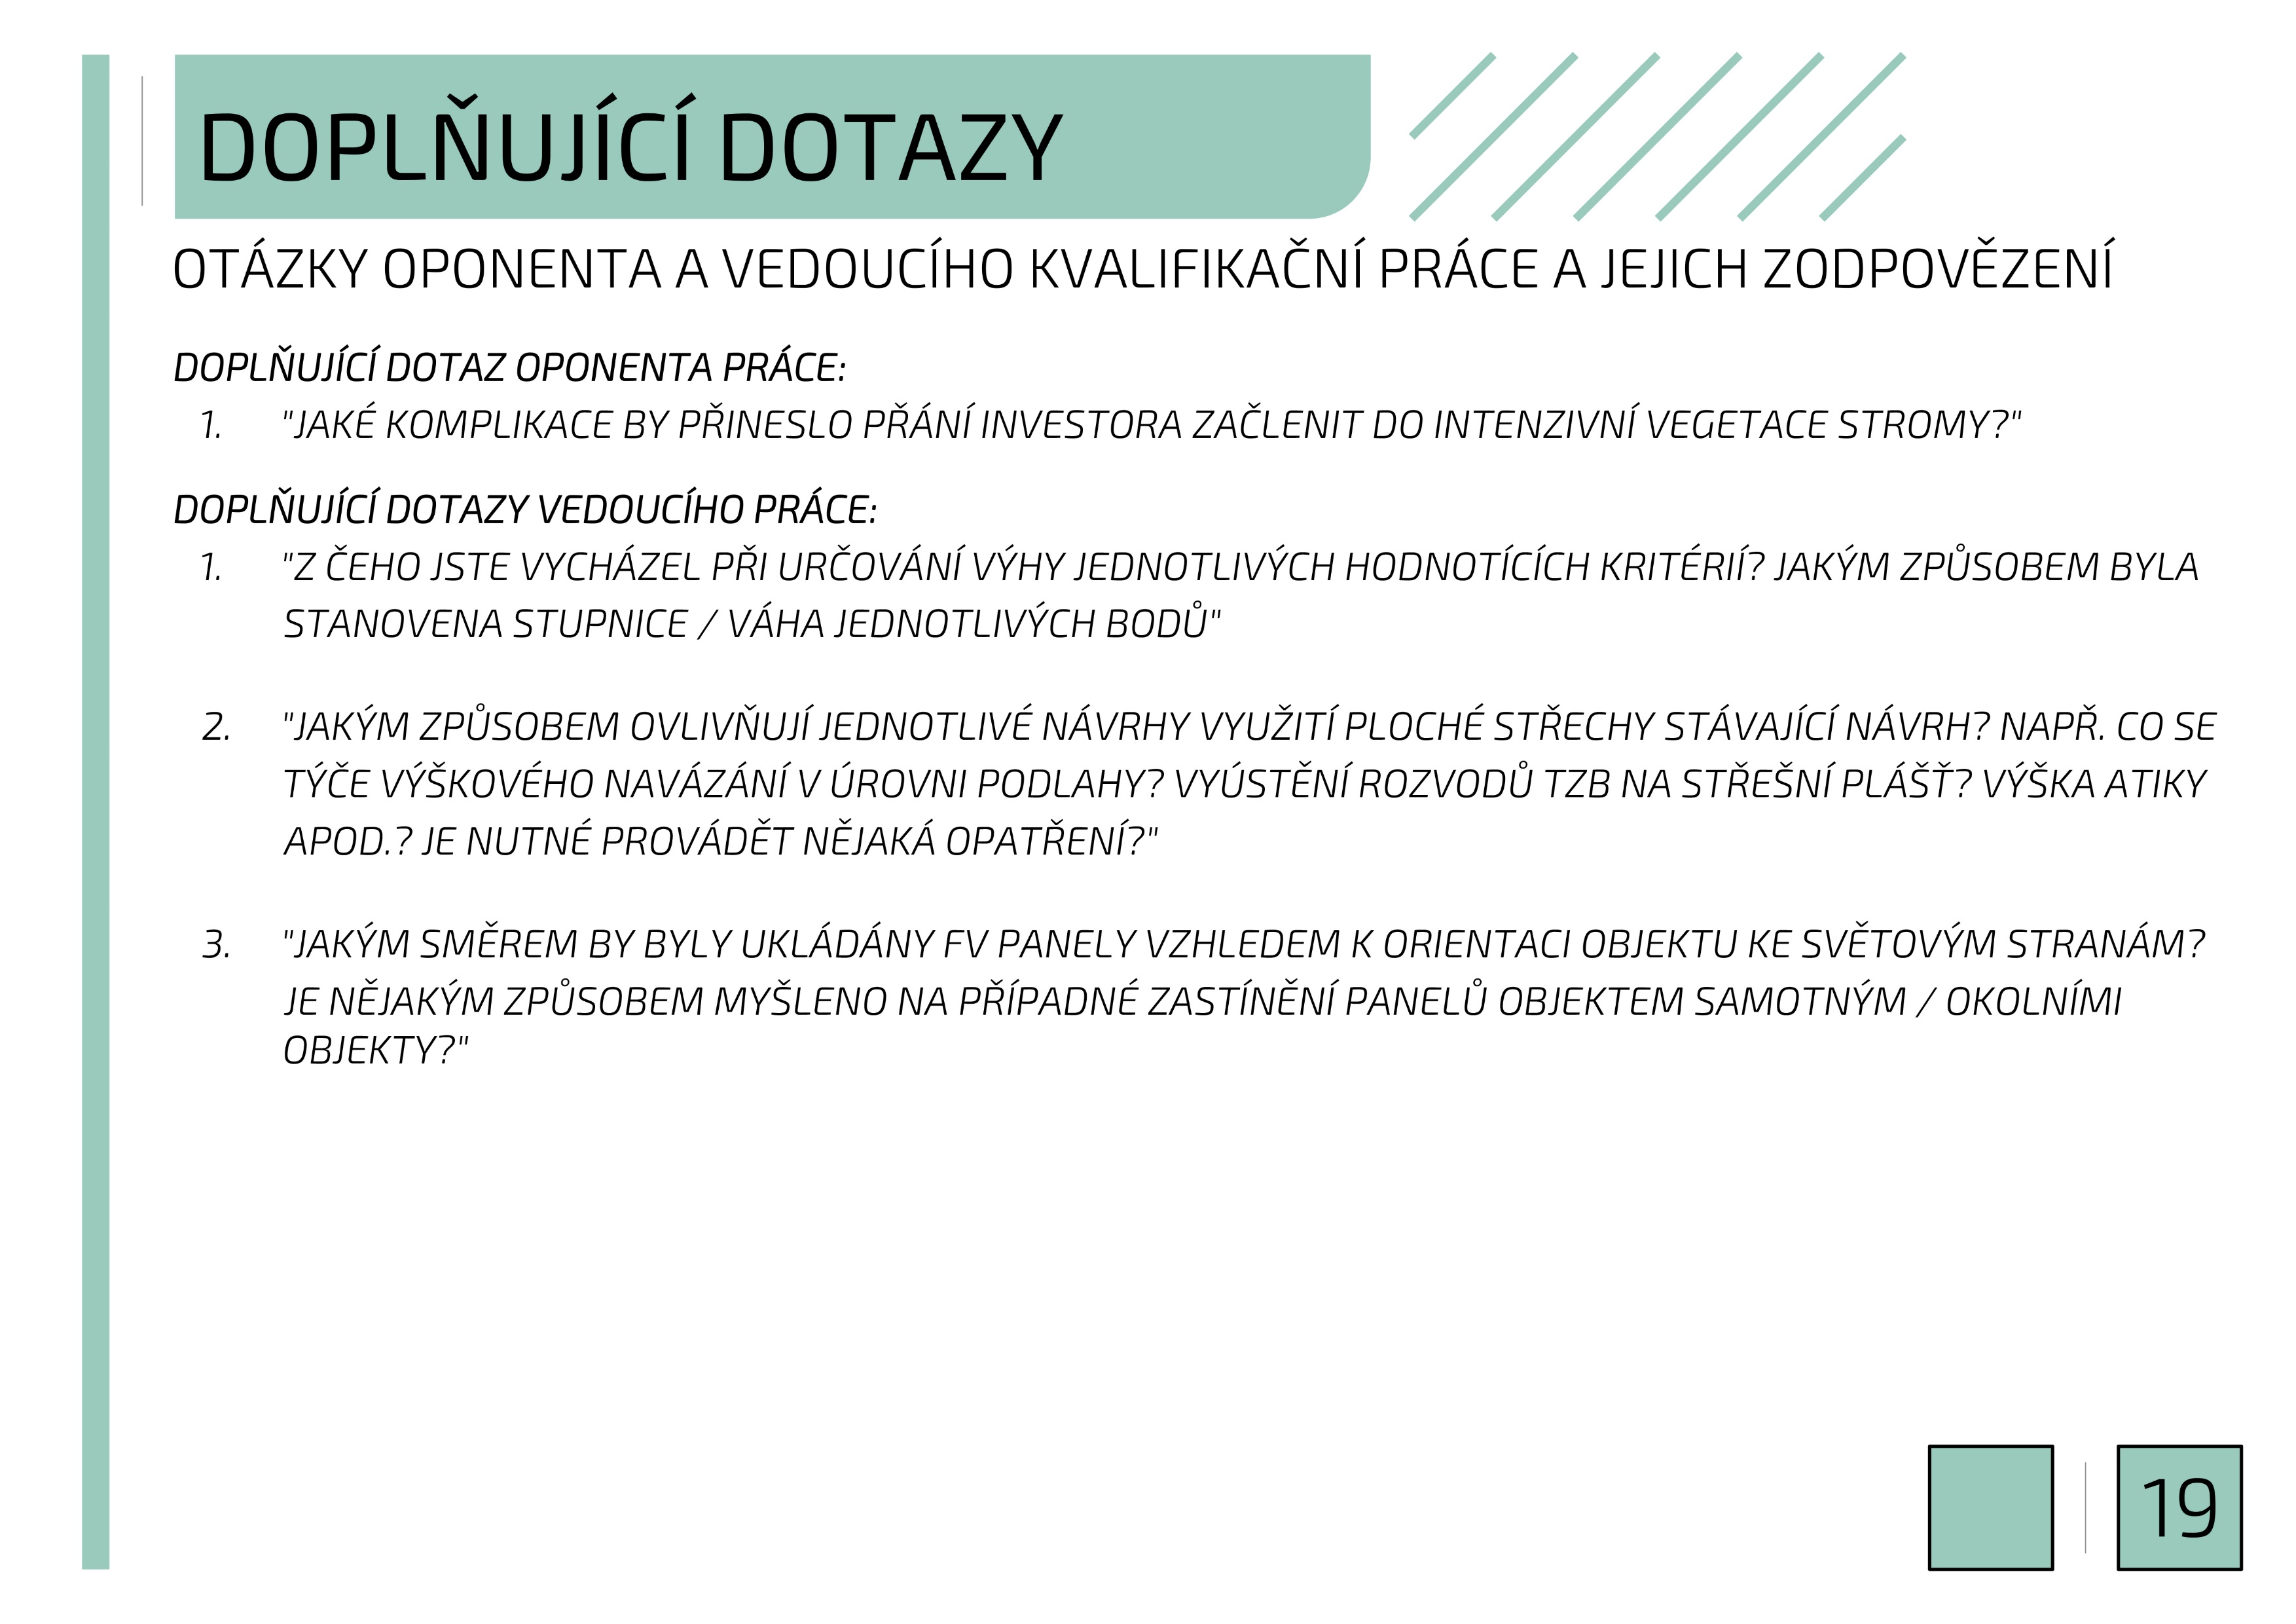 DOPLŇUJÍCÍ DOTAZY
OTÁZKY OPONENTA A VEDOUCÍHO KVALIFIKAČNÍ PRÁCE A JEJICH ZODPOVĚZENÍ
DOPLŇUJÍCÍ DOTAZ OPONENTA PRÁCE:
1. "JAKÉ KOMPLIKACE BY PŘINESLO PŘÁNÍ INVESTORA ZAČLENIT DO INTENZIVNÍ VEGETACE STROMY?"
DOPLŇUJÍCÍ DOTAZY VEDOUCÍHO PRÁCE:
1. "Z ČEHO JSTE VYCHÁZEL PŘI URČOVÁNÍ VÝHY JEDNOTLIVÝCH HODNOTÍCÍCH KRITÉRIÍ? JAKÝM ZPŮSOBEM BYLA
STANOVENA STUPNICE / VÁHA JEDNOTLIVÝCH BODŮ"
2. "JAKÝM ZPŮSOBEM OVLIVŇUJÍ JEDNOTLIVÉ NÁVRHY VYUŽITÍ PLOCHÉ STŘECHY STÁVAJÍCÍ NÁVRH? NAPŘ. CO SE
TÝČE VÝŠKOVÉHO NAVÁZÁNÍ V ÚROVNI PODLAHY? VYÚSTĚNÍ ROZVODŮ TZB NA STŘEŠNÍ PLÁŠŤ? VÝŠKA ATIKY
APOD.? JE NUTNÉ PROVÁDĚT NĚJAKÁ OPATŘENÍ?"
3. "JAKÝM SMĚREM BY BYLY UKLÁDÁNY FV PANELY VZHLEDEM K ORIENTACI OBJEKTU KE SVĚTOVÝM STRANÁM?
JE NĚJAKÝM ZPŮSOBEM MYŠLENO NA PŘÍPADNÉ ZASTÍNĚNÍ PANELŮ OBJEKTEM SAMOTNÝM / OKOLNÍMI
OBJEKTY?"
19